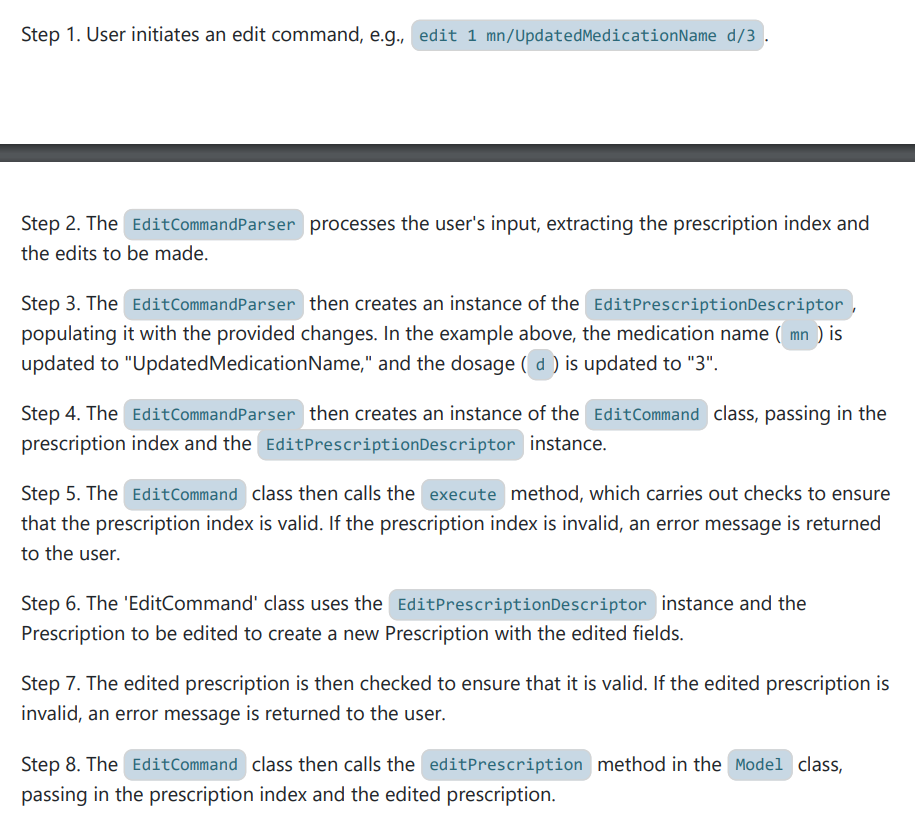 Step 1. User initiates an edit command, e.g., edit 1 mn/UpdatedMedicationName d/3 .
Step 2. The EditCommandParser processes the user's input, extracting the prescription index and
the edits to be made.
Step 3. The EditCommandParser then creates an instance of the EditPrescriptionDescriptor ,
populating it with the provided changes. In the example above, the medication name ( mn ) is
updated to "UpdatedMedicationName," and the dosage ( d ) is updated to "3".
Step 4. The EditCommandParser then creates an instance of the EditCommand class, passing in the
prescription index and the EditPrescriptionDescriptor instance.
Step 5. The EditCommand class then calls the execute method, which carries out checks to ensure
that the prescription index is valid. If the prescription index is invalid, an error message is returned
to the user.
Step 6. The 'EditCommand' class uses the EditPrescriptionDescriptor instance and the
Prescription to be edited to create a new Prescription with the edited fields.
Step 7. The edited prescription is then checked to ensure that it is valid. If the edited prescription is
invalid, an error message is returned to the user.
Step 8. The EditCommand class then calls the editPrescription method in the Model class,
passing in the prescription index and the edited prescription.